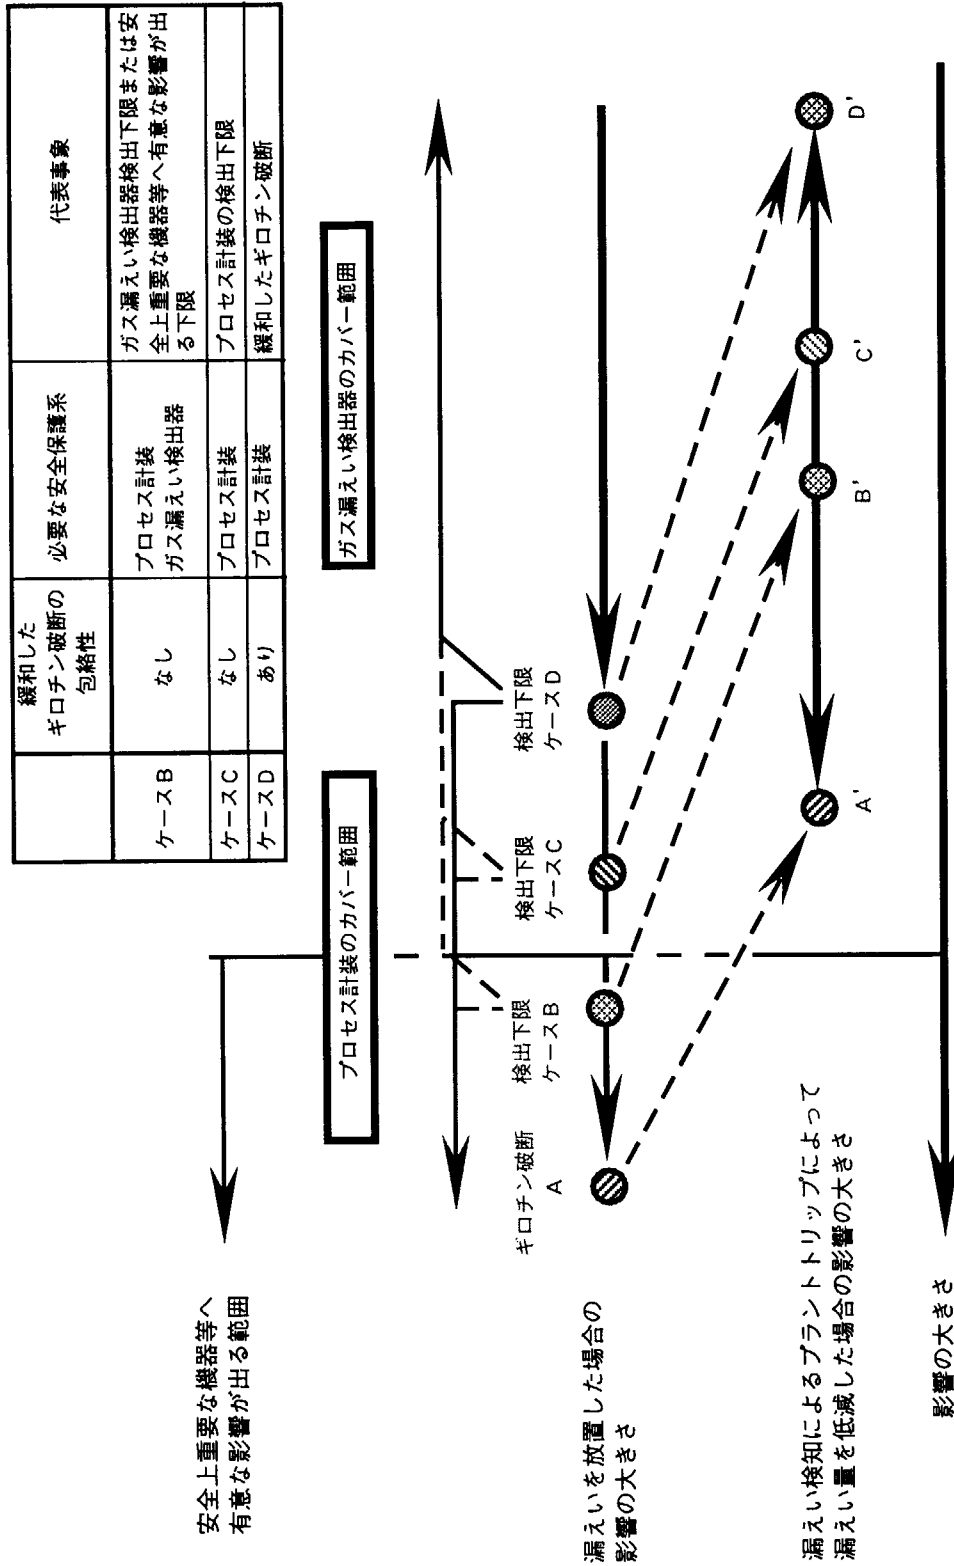 安全上重要な機器等へ
有意な影響が出る範囲
緩和した
ギロチン破断の
包絡性
必要な安全保護系
代表事象
ケースB
なし
プロセス計装
ガス漏えい検出器
ガス漏えい検出器検出下限または安
全上重要な機器等へ有意な影響が出
る下限
ケースC
なし
プロセス計装
プロセス計装の検出下限
ケースD
あり
プロセス計装
緩和したギロチン破断
プロセス計装のカバー範囲
ガス漏えい検出器のカバー範囲
ギロチン破断
A
検出下限
ケースB
検出下限
ケースC
検出下限
ケースD
漏えいを放置した場合の
影響の大きさ
A'
B'
C'
D'
漏えい検知によるプラントトリップによって
漏えい量を低減した場合の影響の大きさ
影響の大きさ